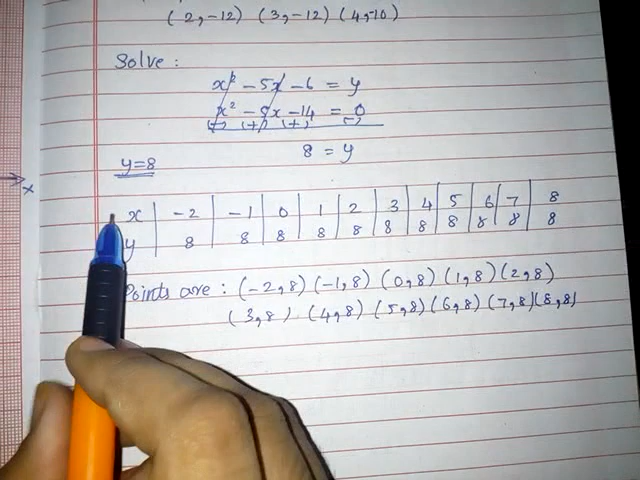 (2,-12) (3,-12) (4,-10)
Solve :
x² - 5x - 6 = y
x² - 5x - 14 = 0
(-) (+) (+) (-)
8 = y
y=8
x
x | -2 | -1 | 0 | 1 | 2 | 3 | 4 | 5 | 6 | 7 | 8
y | 8 | 8 | 8 | 8 | 8 | 8 | 8 | 8 | 8 | 8 | 8
Points are : (-2,8) (-1,8) (0,8) (1,8) (2,8)
(3,8) (4,8) (5,8) (6,8) (7,8) (8,8)